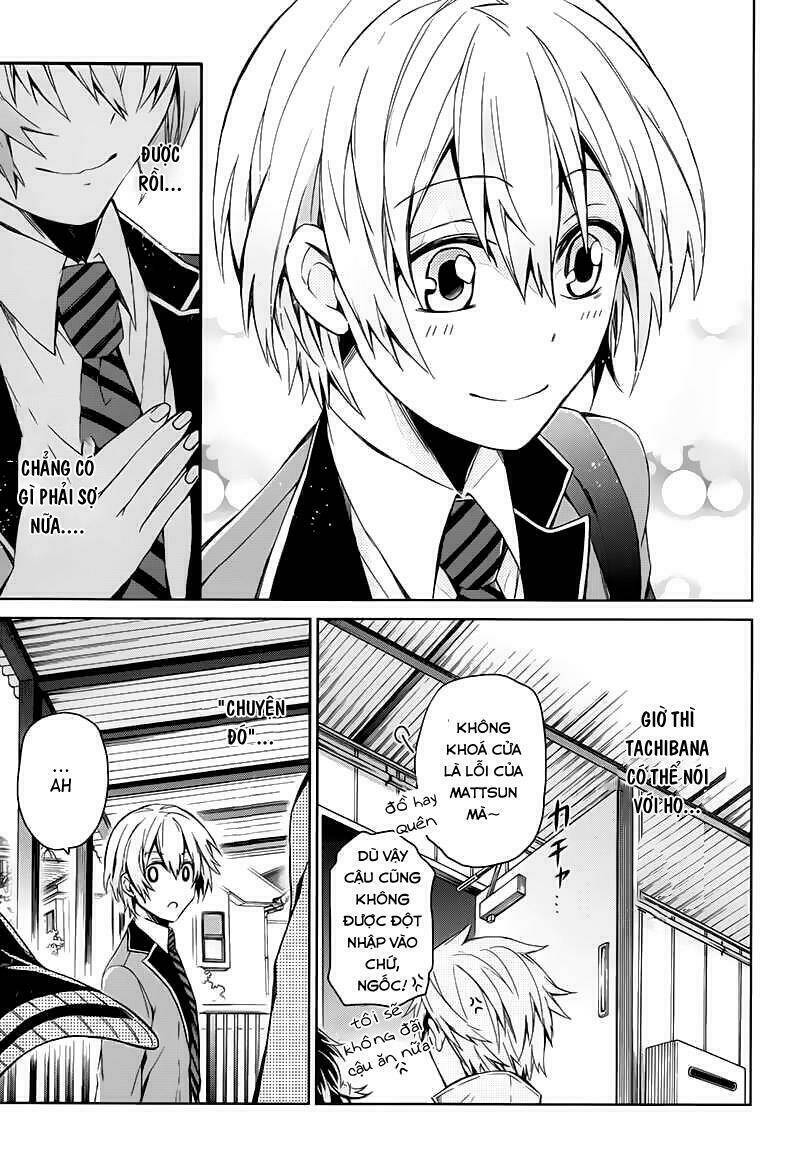 ĐƯỢC
RỒI...
CHẲNG CÓ
GÌ PHẢI SỢ
NỮA....
GIỜ THÌ
TACHIBANA
CÓ THỂ NÓI
VỚI HỌ...
KHÔNG
KHOÁ CỬA
LÀ LỖI CỦA
MATTSUN
MÀ~
đồ hay
quên
DÙ VẬY
CẬU CŨNG
KHÔNG
ĐƯỢC ĐỘT
NHẬP VÀO
CHỨ,
NGỐC!
tôi sẽ
không đãi
cậu ăn nữa!
カチャ...
"CHUYỆN
ĐÓ"...
...
AH